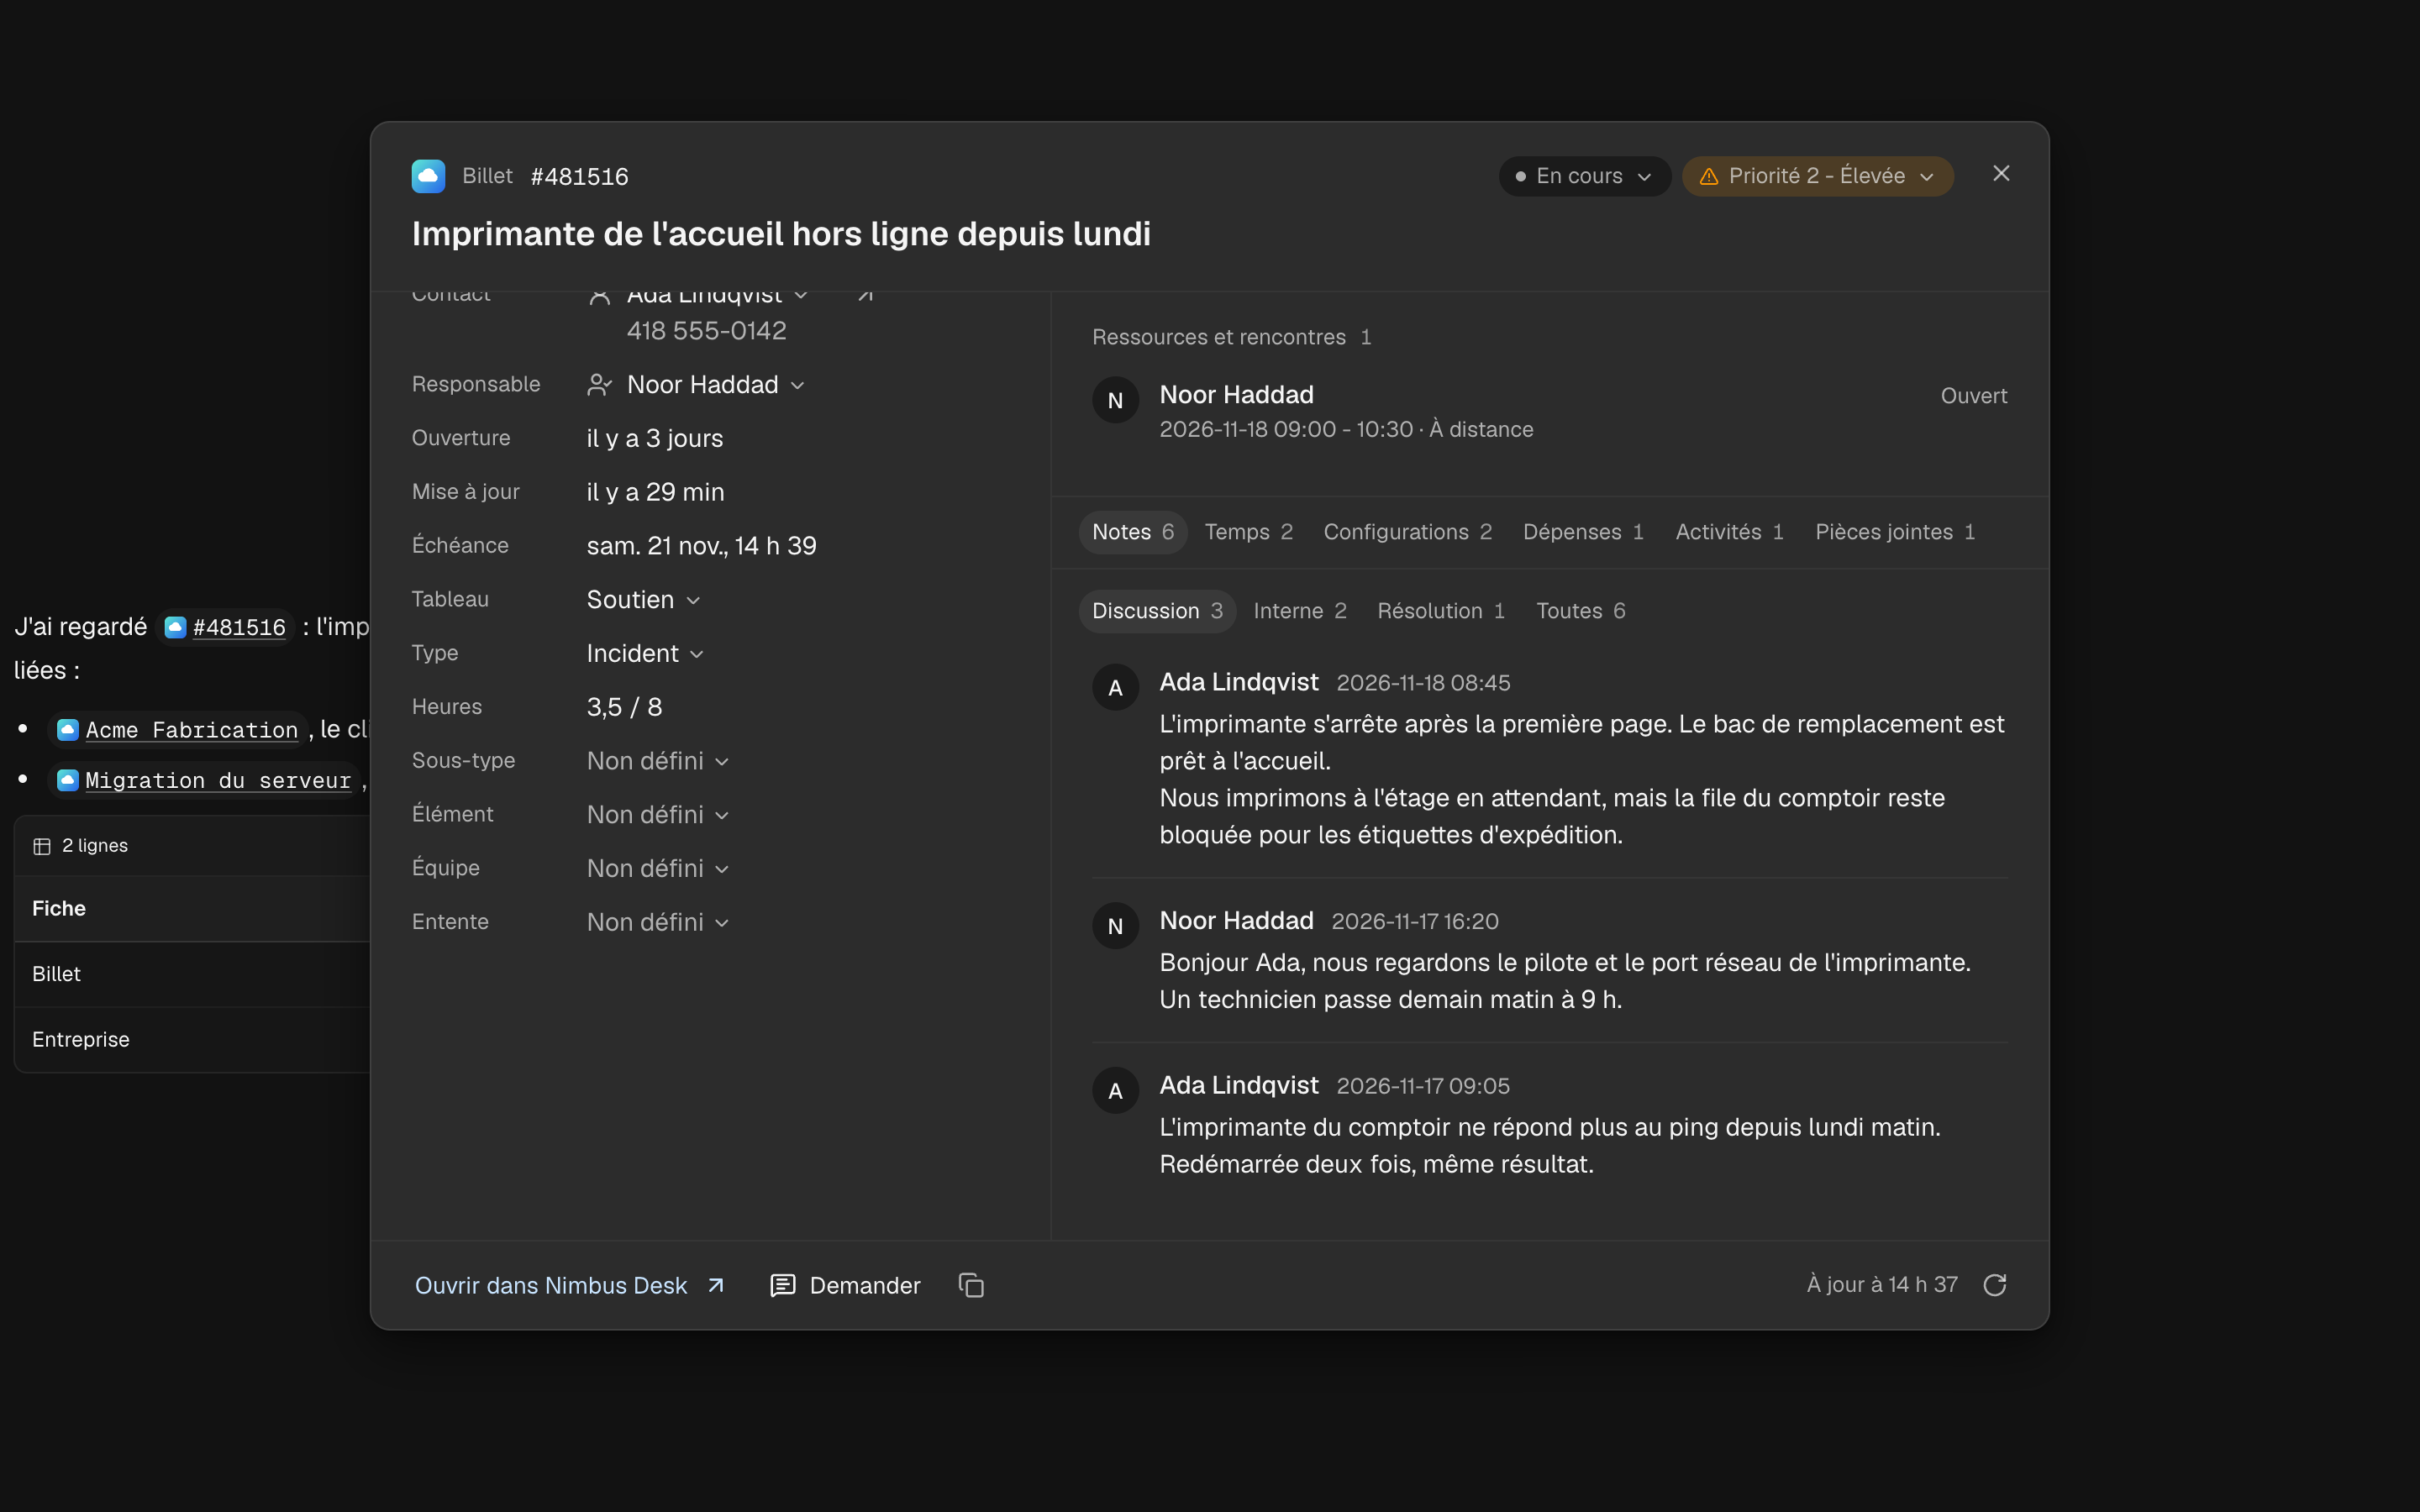 Billet #481516
En cours
Priorité 2 - Élevée
Imprimante de l'accueil hors ligne depuis lundi
Contact Ada Lindqvist
418 555-0142
Responsable Noor Haddad
Ouverture il y a 3 jours
Mise à jour il y a 29 min
Échéance sam. 21 nov., 14 h 39
Tableau Soutien
Type Incident
Heures 3,5 / 8
Sous-type Non défini
Élément Non défini
Équipe Non défini
Entente Non défini
Ressources et rencontres 1
N
Noor Haddad Ouvert
2026-11-18 09:00 - 10:30 · À distance
Notes 6 Temps 2 Configurations 2 Dépenses 1 Activités 1 Pièces jointes 1
Discussion 3 Interne 2 Résolution 1 Toutes 6
A
Ada Lindqvist 2026-11-18 08:45
L'imprimante s'arrête après la première page. Le bac de remplacement est
prêt à l'accueil.
Nous imprimons à l'étage en attendant, mais la file du comptoir reste
bloquée pour les étiquettes d'expédition.
N
Noor Haddad 2026-11-17 16:20
Bonjour Ada, nous regardons le pilote et le port réseau de l'imprimante.
Un technicien passe demain matin à 9 h.
A
Ada Lindqvist 2026-11-17 09:05
L'imprimante du comptoir ne répond plus au ping depuis lundi matin.
Redémarrée deux fois, même résultat.
Ouvrir dans Nimbus Desk
Demander
À jour à 14 h 37
J'ai regardé #481516 : l'imp
liées :
• Acme Fabrication , le cli
• Migration du serveur ,
2 lignes
Fiche
Billet
Entreprise